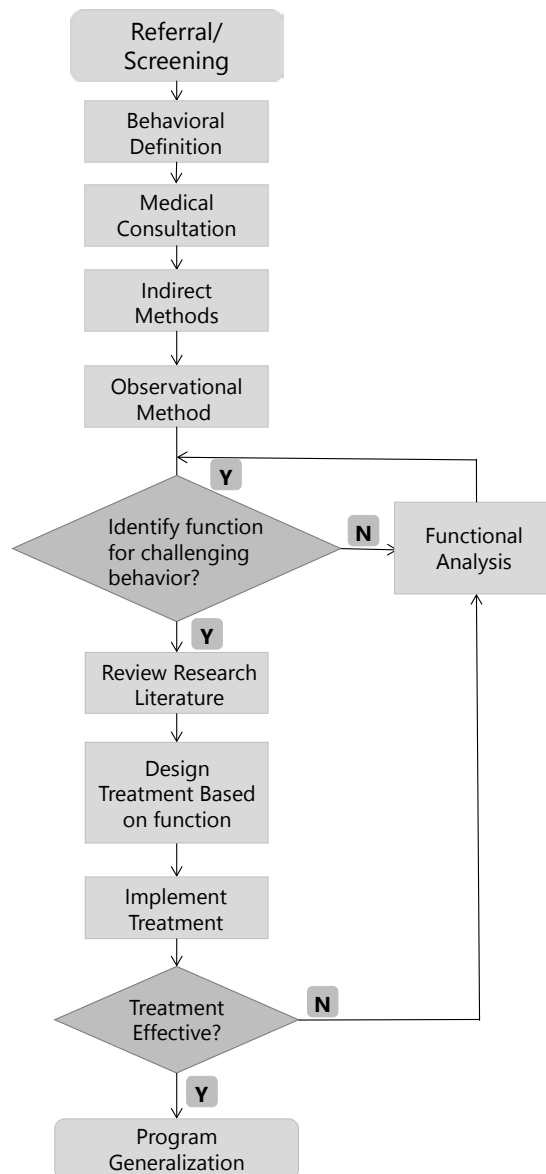 Referral/
Screening
Behavioral
Definition
Medical
Consultation
Indirect
Methods
Observational
Method
Y
Identify function
for challenging
behavior?
N
Functional
Analysis
Y
Review Research
Literature
Design
Treatment Based
on function
Implement
Treatment
Treatment
Effective?
N
Y
Program
Generalization